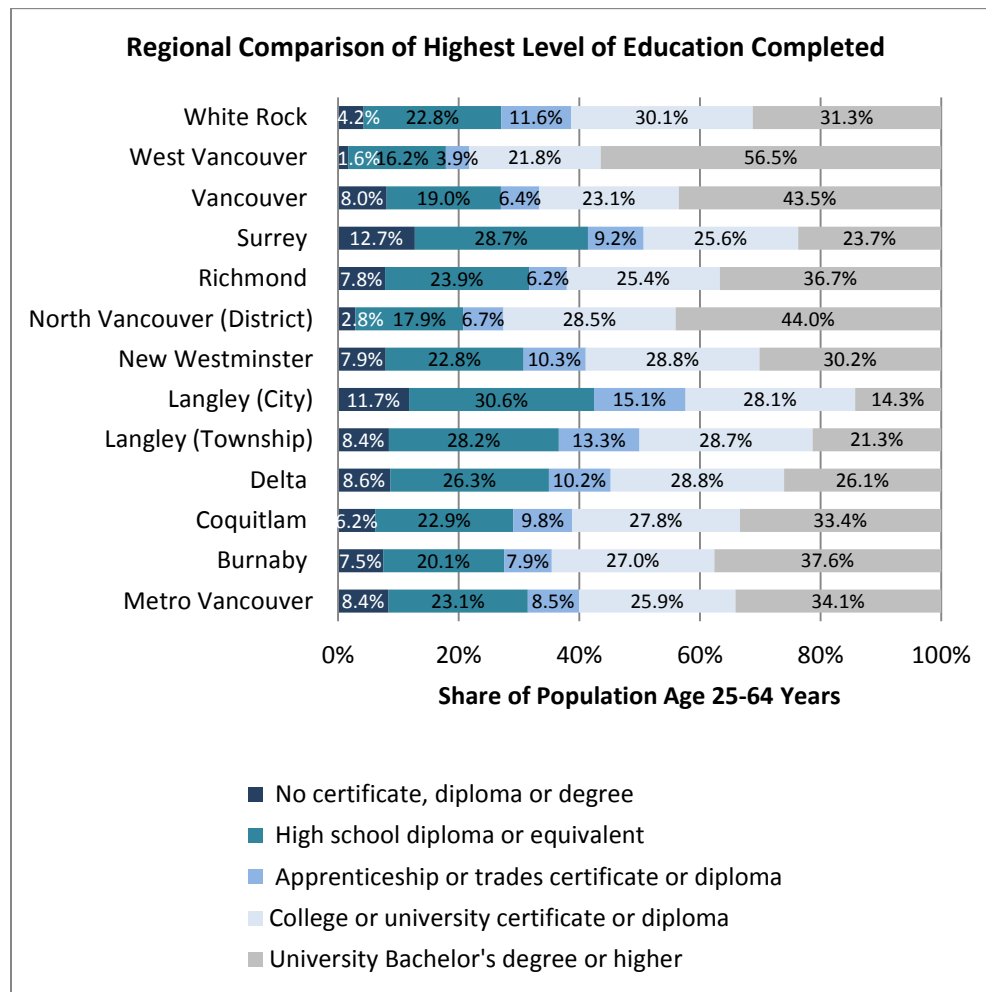 Regional Comparison of Highest Level of Education Completed
White Rock 4.2% 22.8% 11.6% 30.1% 31.3%
West Vancouver 1.6% 16.2% 3.9% 21.8% 56.5%
Vancouver 8.0% 19.0% 6.4% 23.1% 43.5%
Surrey 12.7% 28.7% 9.2% 25.6% 23.7%
Richmond 7.8% 23.9% 6.2% 25.4% 36.7%
North Vancouver (District) 2.8% 17.9% 6.7% 28.5% 44.0%
New Westminster 7.9% 22.8% 10.3% 28.8% 30.2%
Langley (City) 11.7% 30.6% 15.1% 28.1% 14.3%
Langley (Township) 8.4% 28.2% 13.3% 28.7% 21.3%
Delta 8.6% 26.3% 10.2% 28.8% 26.1%
Coquitlam 6.2% 22.9% 9.8% 27.8% 33.4%
Burnaby 7.5% 20.1% 7.9% 27.0% 37.6%
Metro Vancouver 8.4% 23.1% 8.5% 25.9% 34.1%
0% 20% 40% 60% 80% 100%
Share of Population Age 25-64 Years
No certificate, diploma or degree
High school diploma or equivalent
Apprenticeship or trades certificate or diploma
College or university certificate or diploma
University Bachelor's degree or higher